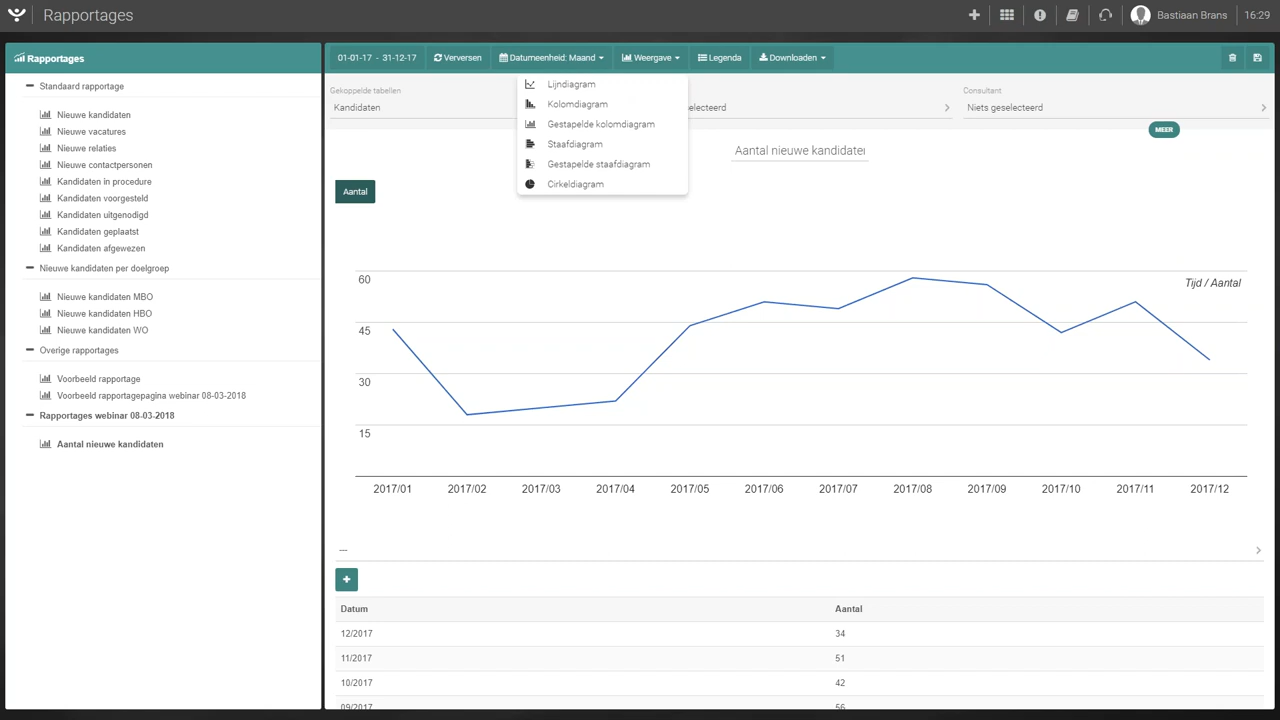 Rapportages
Bastiaan Brans
16:29
Rapportages
Standaard rapportage
Nieuwe kandidaten
Nieuwe vacatures
Nieuwe relaties
Nieuwe contactpersonen
Kandidaten in procedure
Kandidaten voorgesteld
Kandidaten uitgenodigd
Kandidaten geplaatst
Kandidaten afgewezen
Nieuwe kandidaten per doelgroep
Nieuwe kandidaten MBO
Nieuwe kandidaten HBO
Nieuwe kandidaten WO
Overige rapportages
Voorbeeld rapportage
Voorbeeld rapportagepagina webinar 08-03-2018
Rapportages webinar 08-03-2018
Aantal nieuwe kandidaten
01-01-17 - 31-12-17
Verversen
Datumeenheid: Maand
Weergave
Legenda
Downloaden
Gekoppelde tabellen
Kandidaten
electeerd
Consultant
Niets geselecteerd
Lijndiagram
Kolomdiagram
Gestapelde kolomdiagram
Staafdiagram
Gestapelde staafdiagram
Cirkeldiagram
MEER
Aantal nieuwe kandidaten
Aantal
60
45
30
15
Tijd / Aantal
2017/01 2017/02 2017/03 2017/04 2017/05 2017/06 2017/07 2017/08 2017/09 2017/10 2017/11 2017/12
---
Datum Aantal
12/2017 34
11/2017 51
10/2017 42
09/2017 56